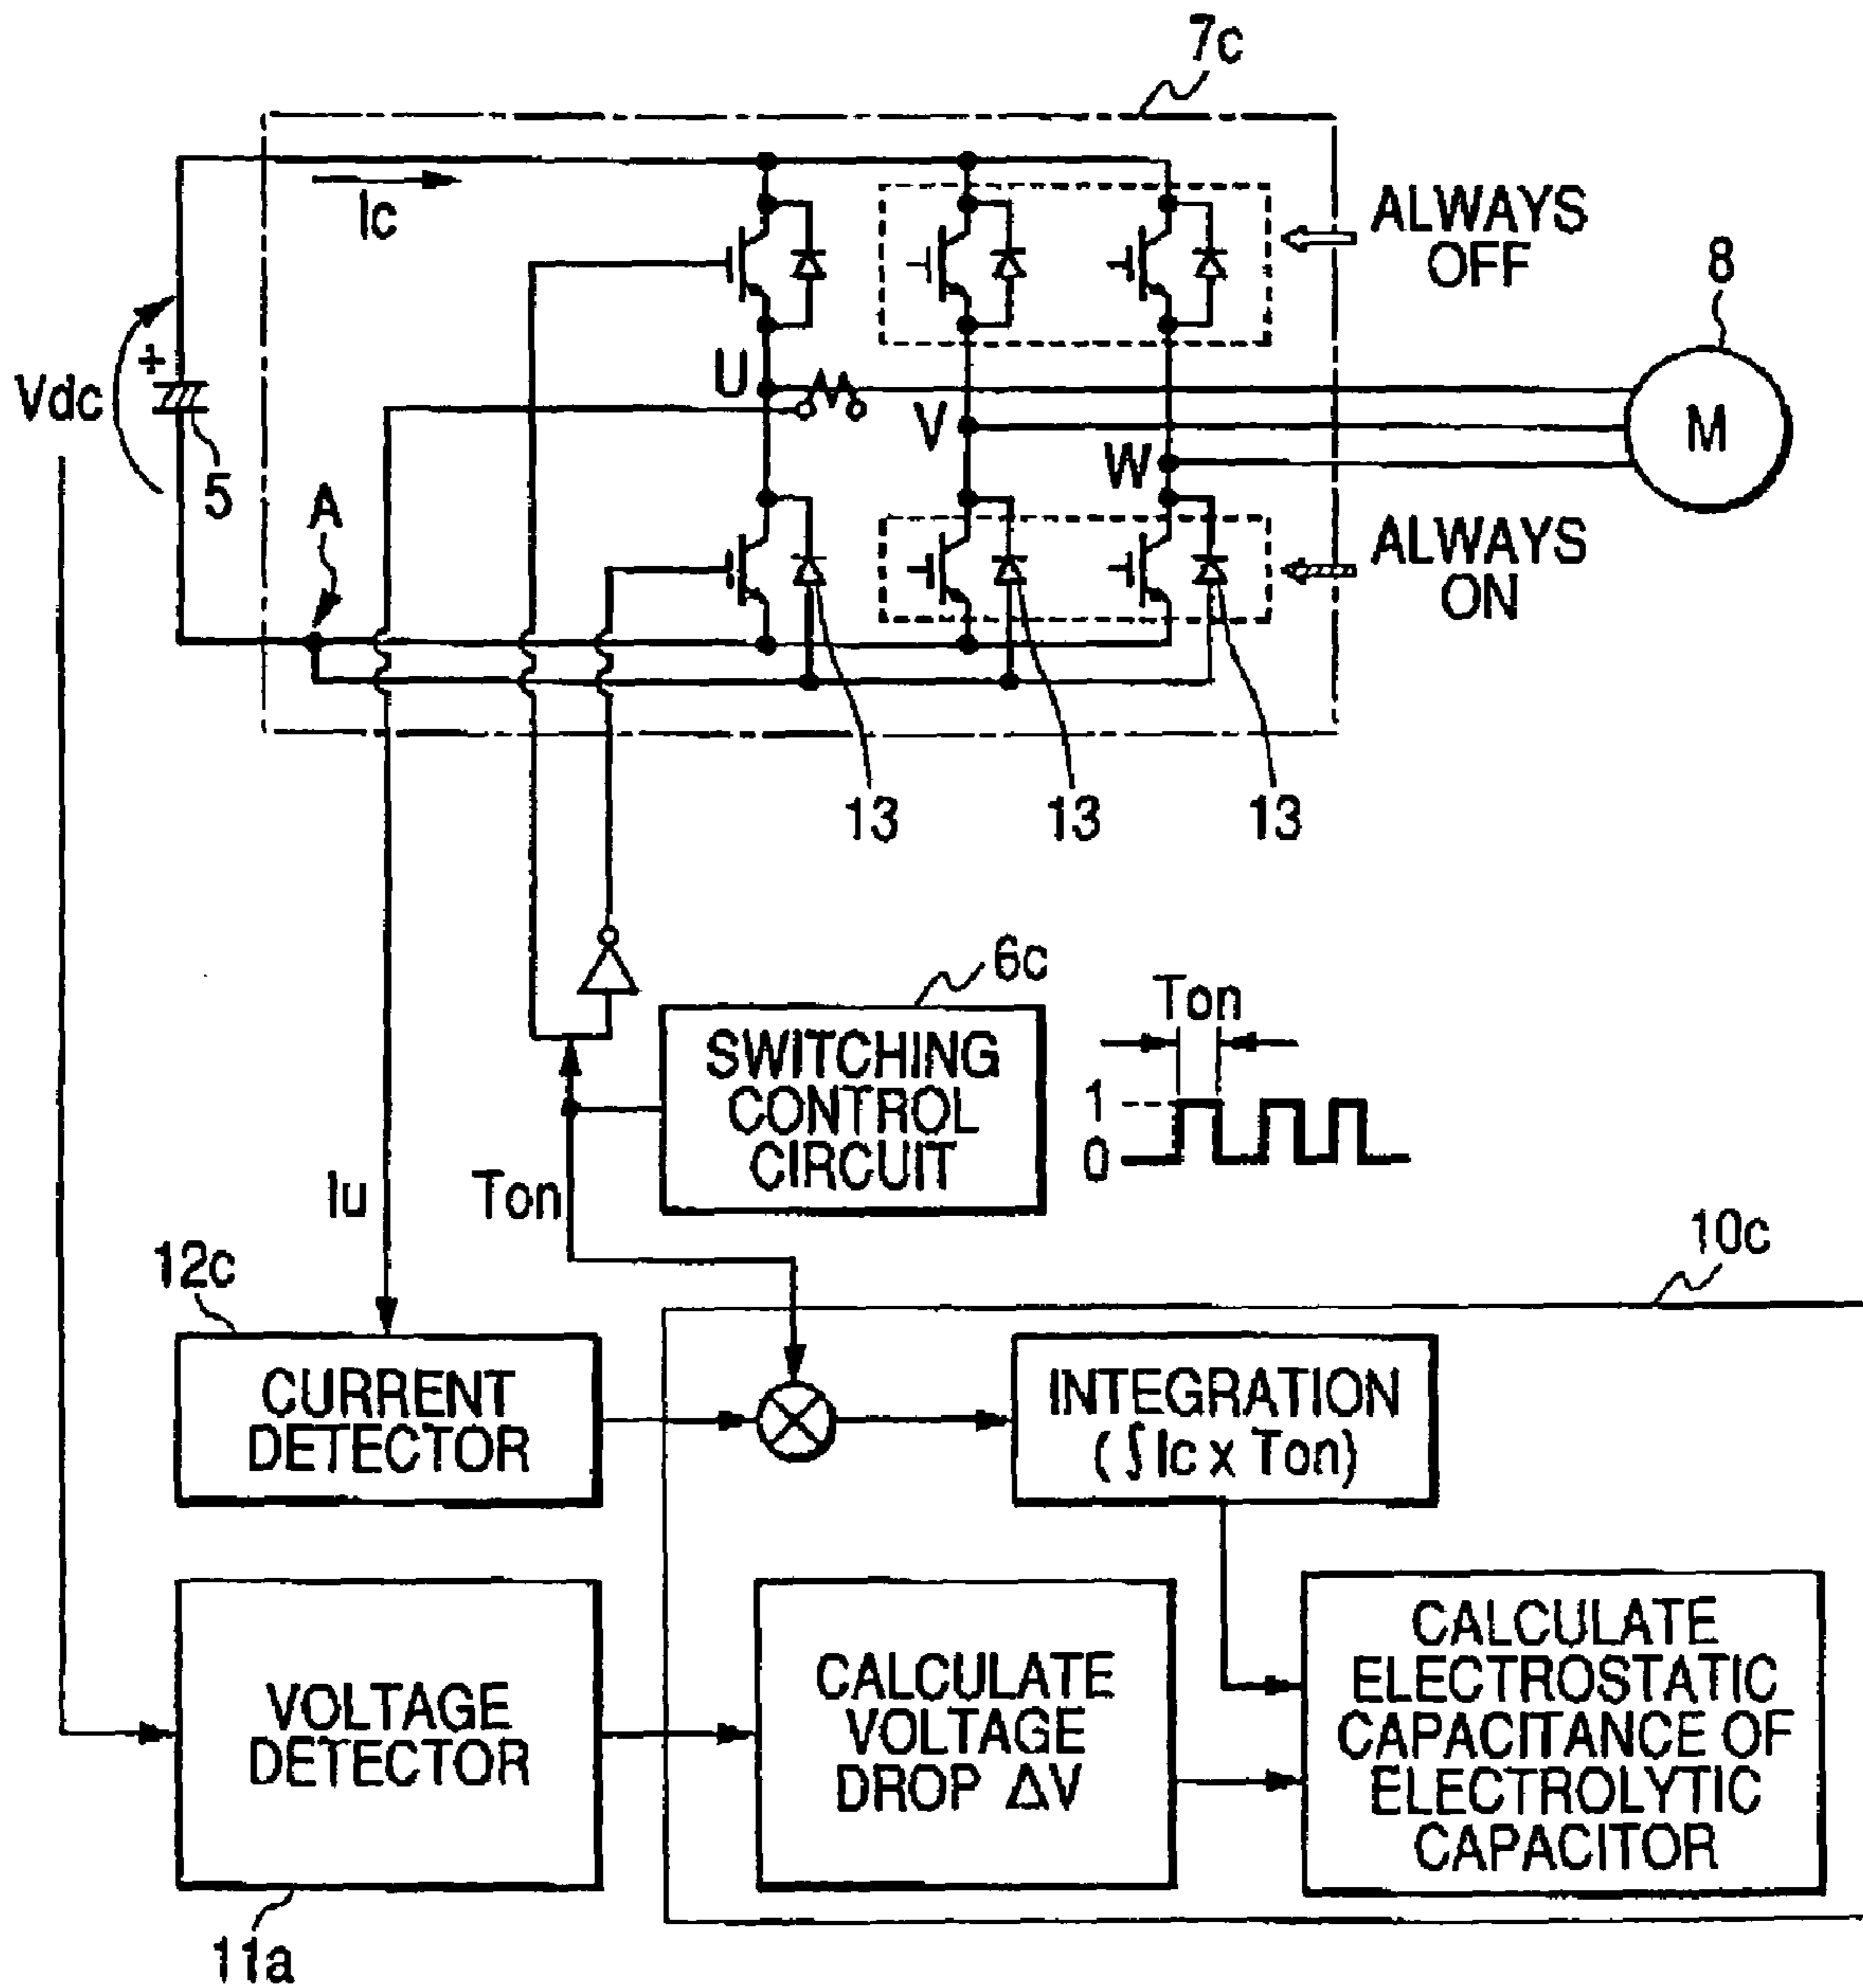 7c
Ic
ALWAYS
OFF
8
Vdc
+
5
U
V
W
M
A
ALWAYS
ON
13
13
13
6c
SWITCHING
CONTROL
CIRCUIT
Ton
1
0
Iu
Ton
12c
10c
CURRENT
DETECTOR
INTEGRATION
(∫Ic x Ton)
VOLTAGE
DETECTOR
CALCULATE
VOLTAGE
DROP ΔV
CALCULATE
ELECTROSTATIC
CAPACITANCE OF
ELECTROLYTIC
CAPACITOR
11a